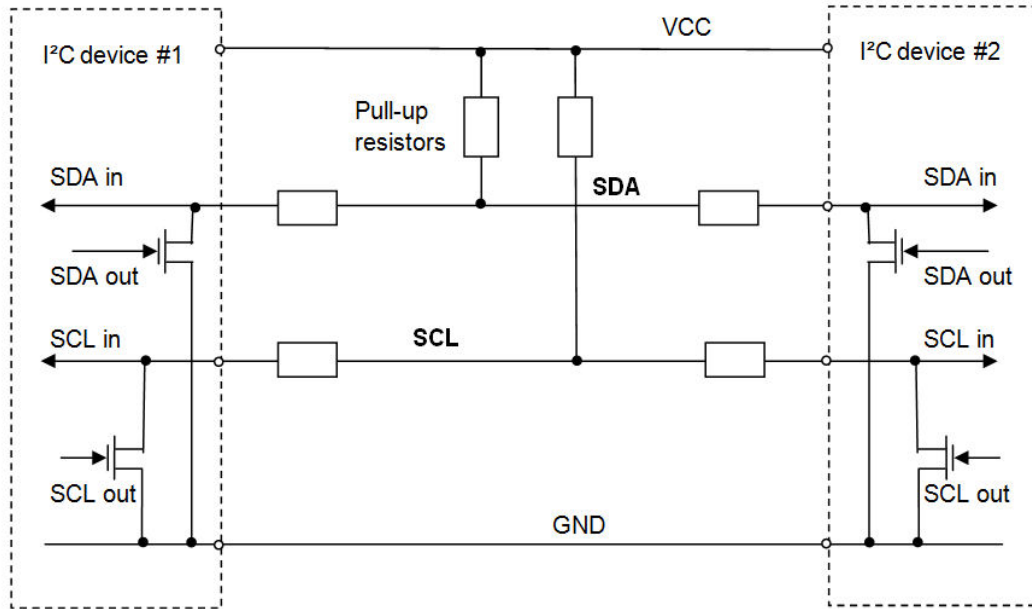 I²C device #1
VCC
I²C device #2
Pull-up
resistors
SDA in
SDA
SDA in
SDA out
SDA out
SCL in
SCL
SCL in
SCL out
SCL out
GND